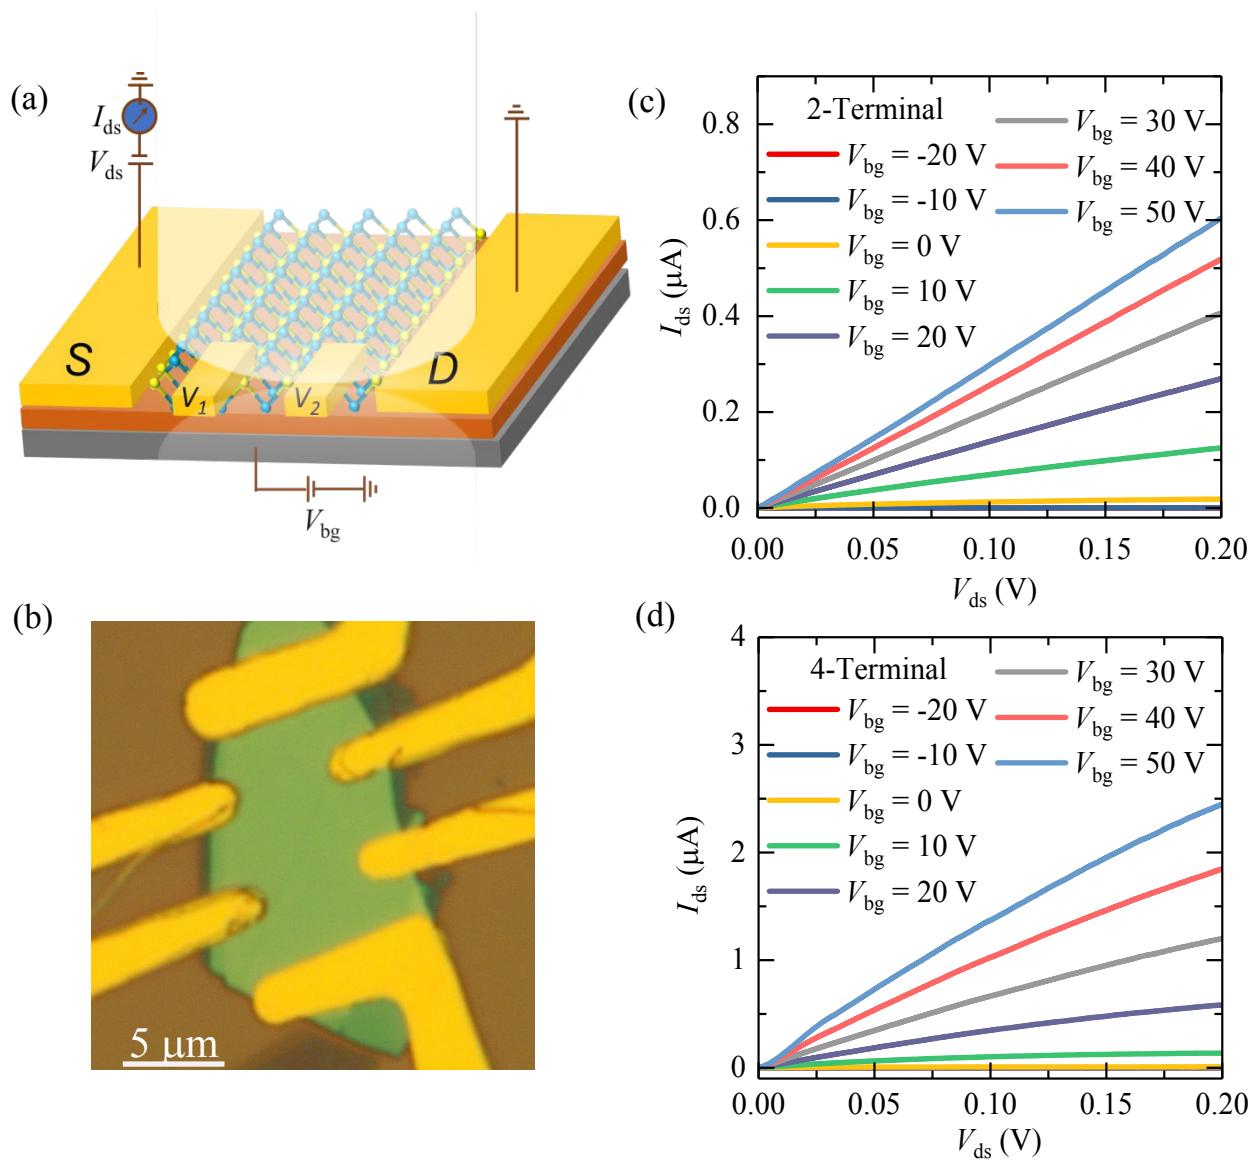 (a)
I_ds
V_ds
S
V_1
V_2
D
V_bg
(b)
5 μm
(c)
2-Terminal
V_bg = -20 V
V_bg = -10 V
V_bg = 0 V
V_bg = 10 V
V_bg = 20 V
V_bg = 30 V
V_bg = 40 V
V_bg = 50 V
I_ds (μA)
0.8
0.6
0.4
0.2
0.0
0.00 0.05 0.10 0.15 0.20
V_ds (V)
(d)
4-Terminal
V_bg = -20 V
V_bg = -10 V
V_bg = 0 V
V_bg = 10 V
V_bg = 20 V
V_bg = 30 V
V_bg = 40 V
V_bg = 50 V
I_ds (μA)
4
3
2
1
0
0.00 0.05 0.10 0.15 0.20
V_ds (V)